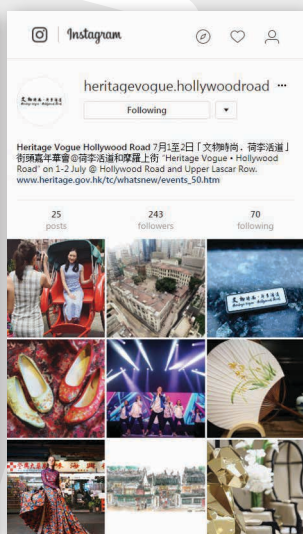 Instagram
heritagevogue.hollywoodroad
Following
Heritage Vogue Hollywood Road 7月1至2日「文物時尚．荷李活道」
街頭嘉年華會@荷李活道和摩羅上街 "Heritage Vogue • Hollywood
Road" on 1-2 July @ Hollywood Road and Upper Lascar Row.
www.heritage.gov.hk/tc/whatsnew/events_50.htm
25 243 70
posts followers following